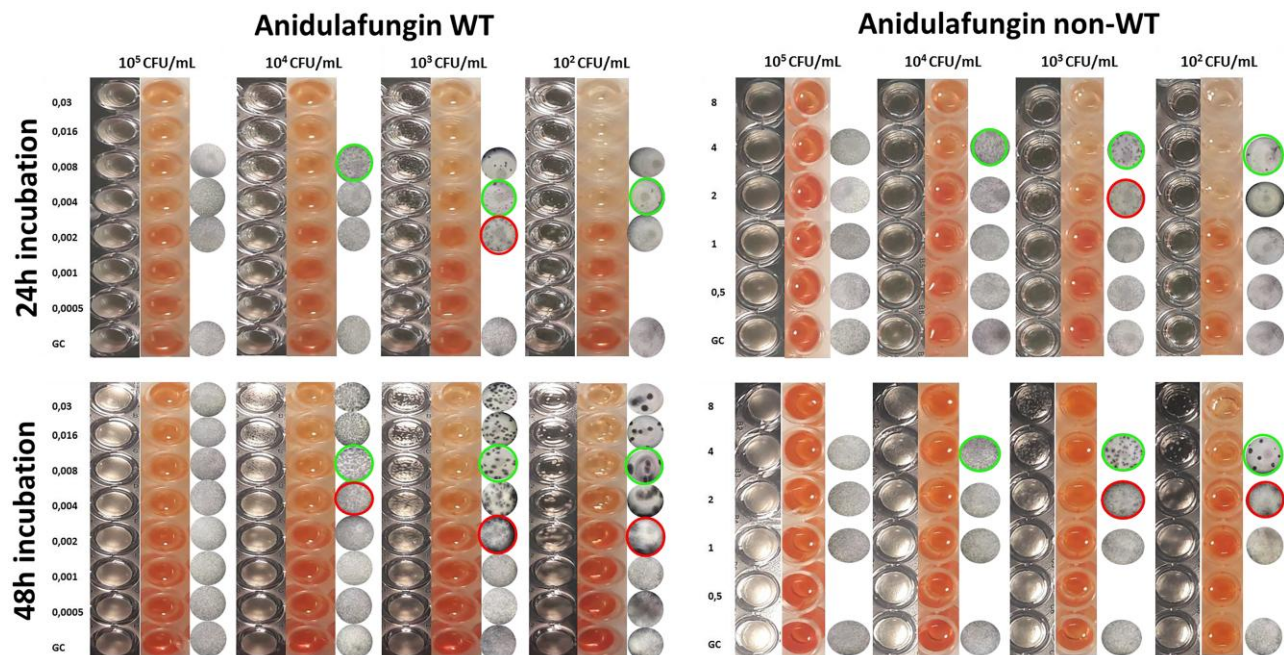 Anidulafungin WT
Anidulafungin non-WT
10⁵ CFU/mL 10⁴ CFU/mL 10³ CFU/mL 10² CFU/mL
10⁵ CFU/mL 10⁴ CFU/mL 10³ CFU/mL 10² CFU/mL
24h incubation
0,03
0,016
0,008
0,004
0,002
0,001
0,0005
GC
8
4
2
1
0,5
GC
48h incubation
0,03
0,016
0,008
0,004
0,002
0,001
0,0005
GC
8
4
2
1
0,5
GC